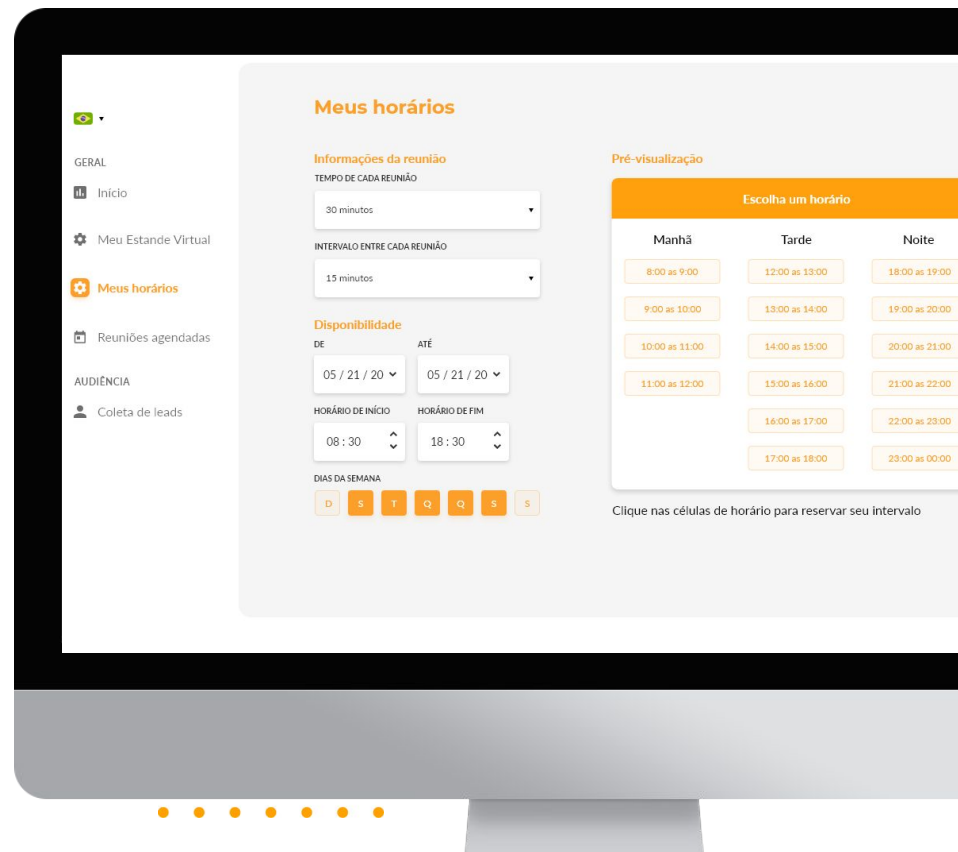 Meus horários
GERAL
Início
Meu Estande Virtual
Meus horários
Reuniões agendadas
AUDIÊNCIA
Coleta de leads
Informações da reunião
TEMPO DE CADA REUNIÃO
30 minutos
INTERVALO ENTRE CADA REUNIÃO
15 minutos
Disponibilidade
DE ATÉ
05 / 21 / 20 05 / 21 / 20
HORÁRIO DE INÍCIO HORÁRIO DE FIM
08 : 30 18 : 30
DIAS DA SEMANA
D S T Q Q S S
Pré-visualização
Escolha um horário
Manhã Tarde Noite
8:00 as 9:00 12:00 as 13:00 18:00 as 19:00
9:00 as 10:00 13:00 as 14:00 19:00 as 20:00
10:00 as 11:00 14:00 as 15:00 20:00 as 21:00
11:00 as 12:00 15:00 as 16:00 21:00 as 22:00
16:00 as 17:00 22:00 as 23:00
17:00 as 18:00 23:00 as 00:00
Clique nas células de horário para reservar seu intervalo